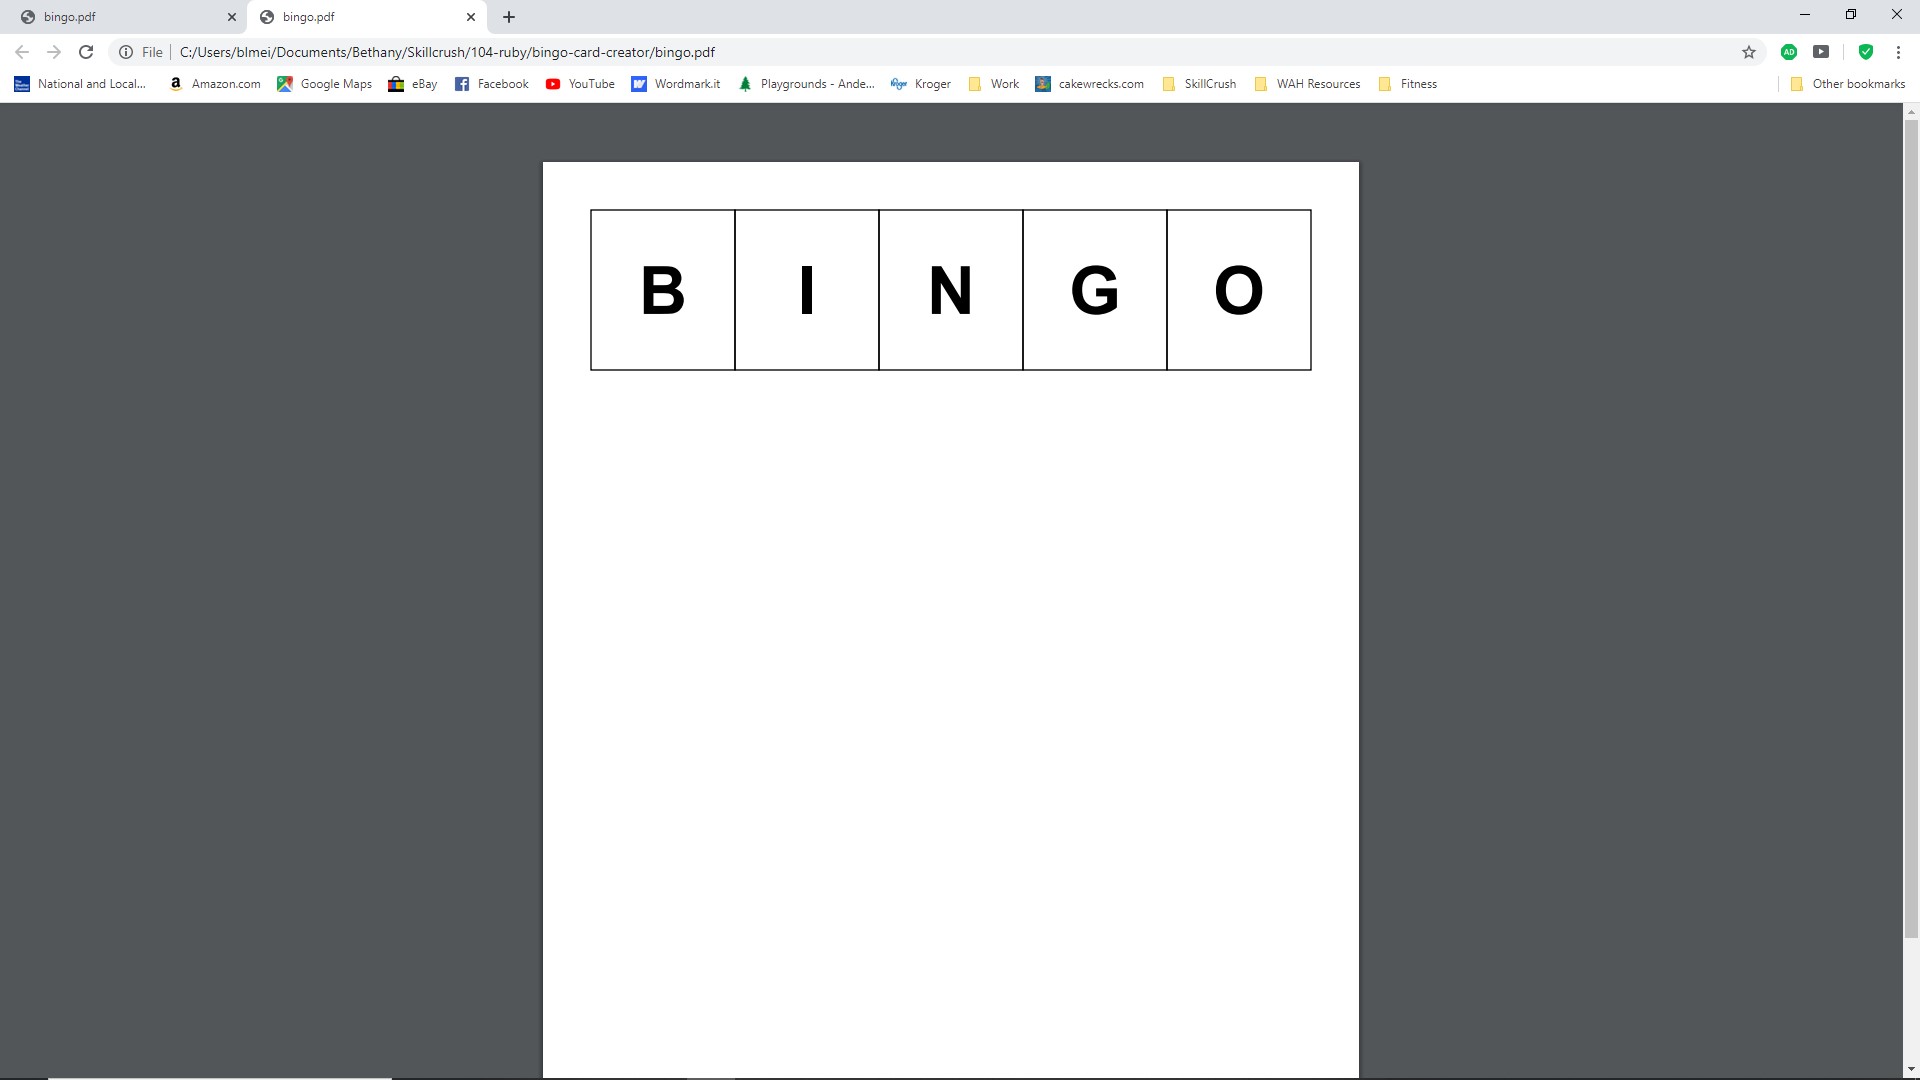 bingo.pdf
bingo.pdf
File C:/Users/blmei/Documents/Bethany/Skillcrush/104-ruby/bingo-card-creator/bingo.pdf
AD
National and Local... Amazon.com Google Maps eBay Facebook YouTube Wordmark.it Playgrounds - Ande... Kroger Work cakewrecks.com SkillCrush WAH Resources Fitness Other bookmarks
B I N G O